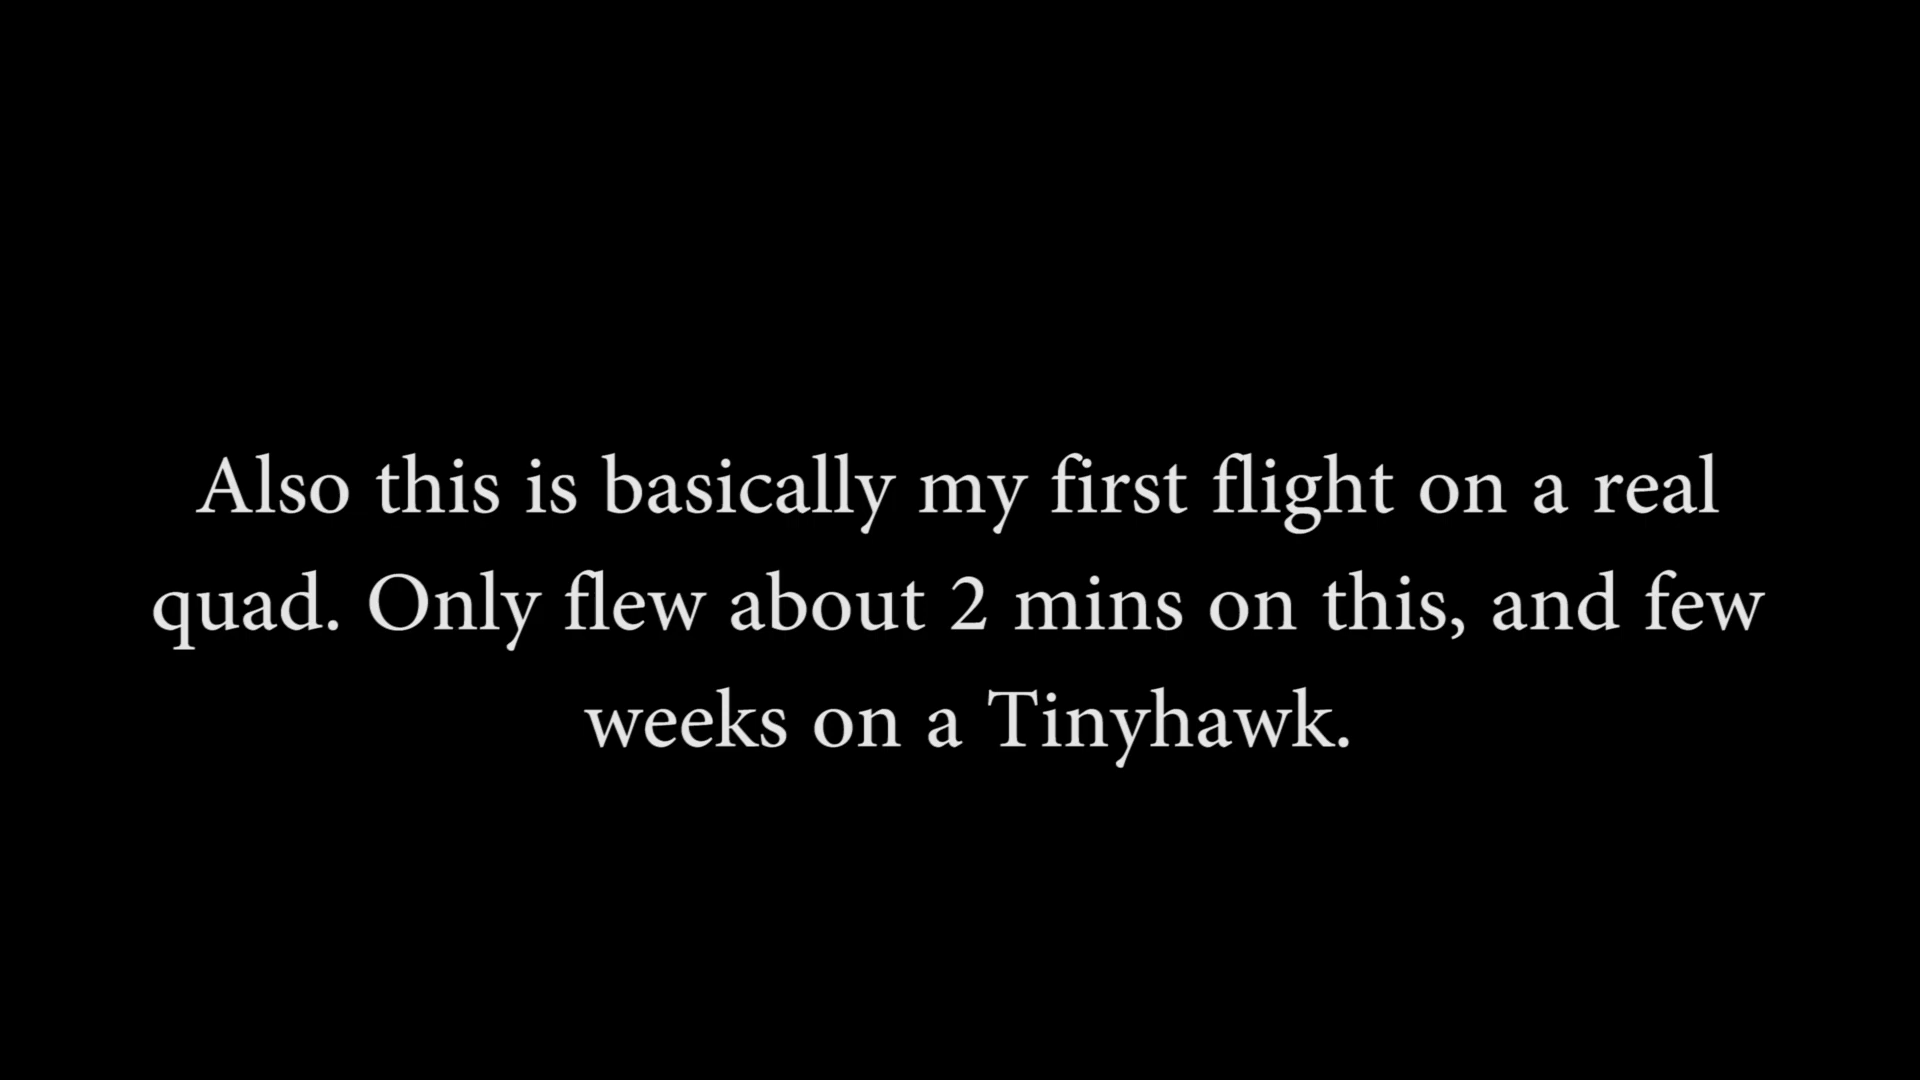 Also this is basically my first flight on a real
quad. Only flew about 2 mins on this, and few
weeks on a Tinyhawk.